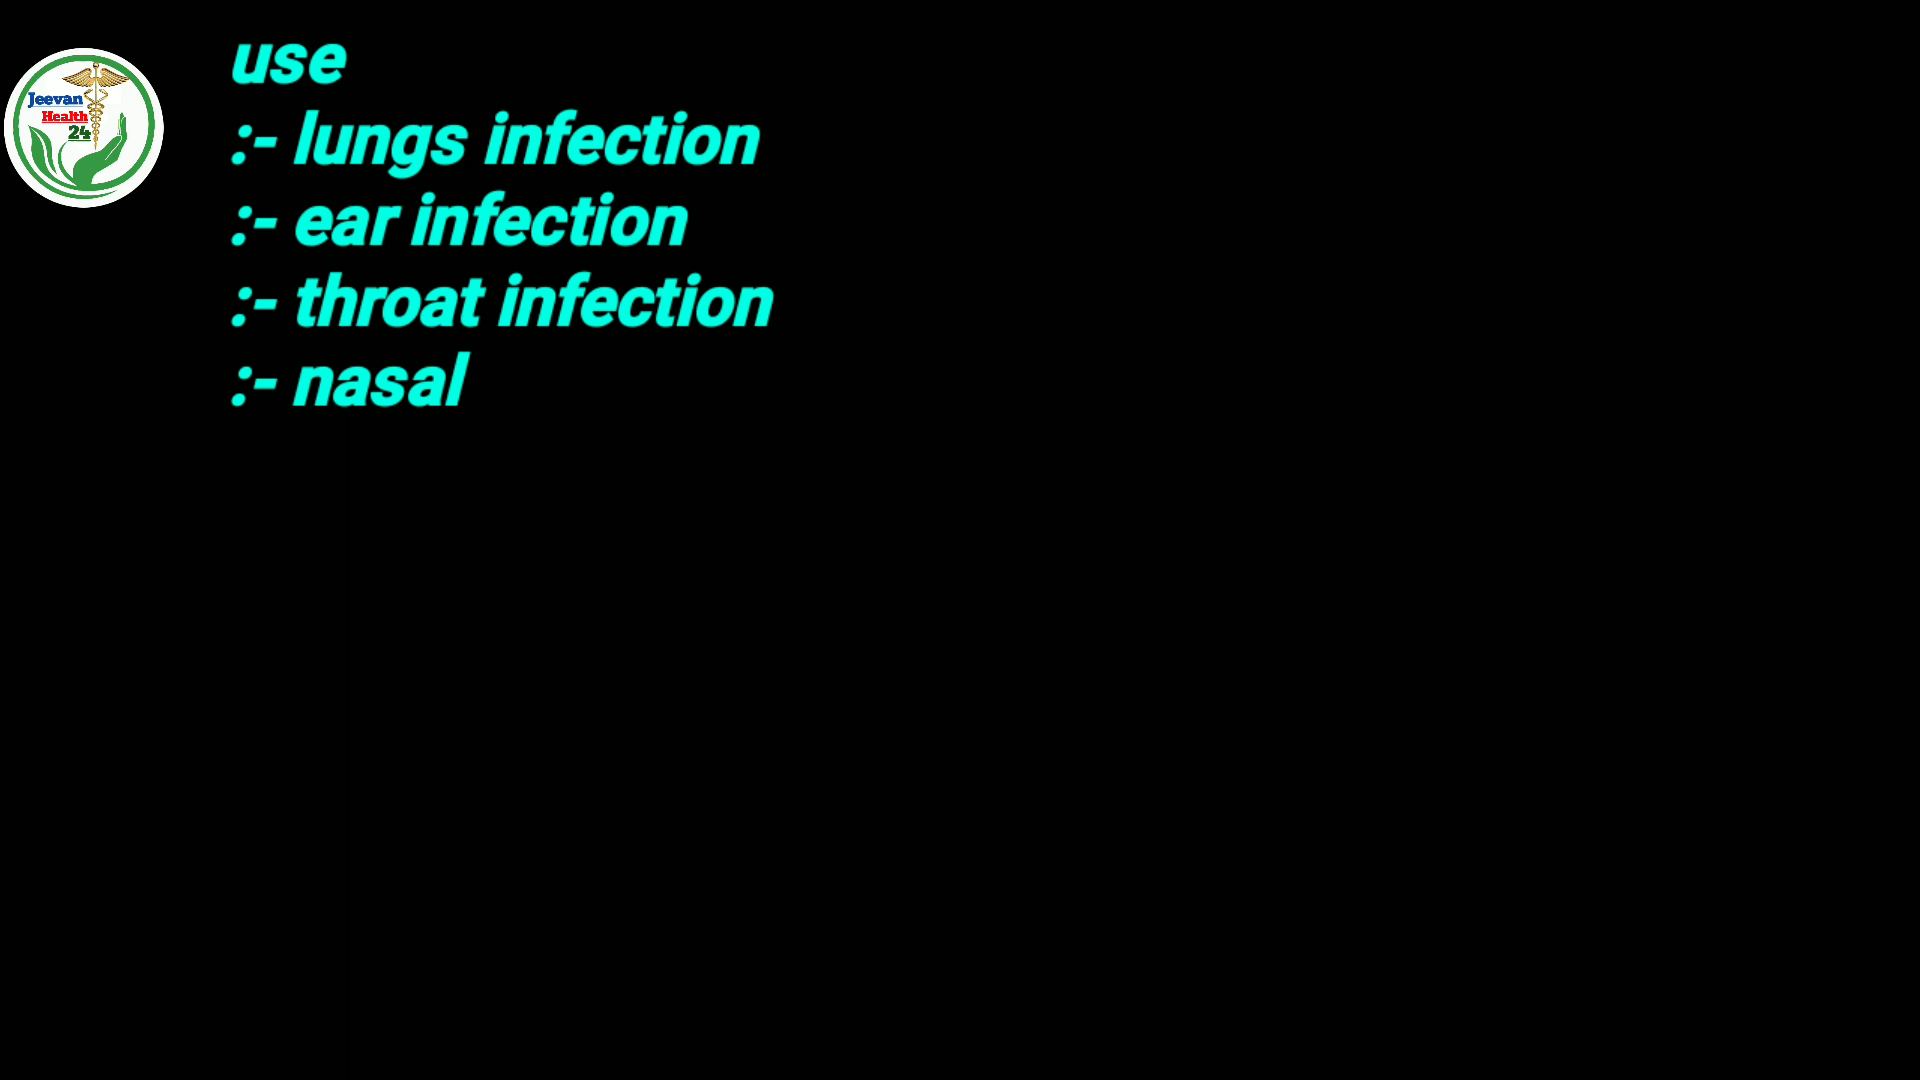 use
:- lungs infection
:- ear infection
:- throat infection
:- nasal
Jeevan
Health
24